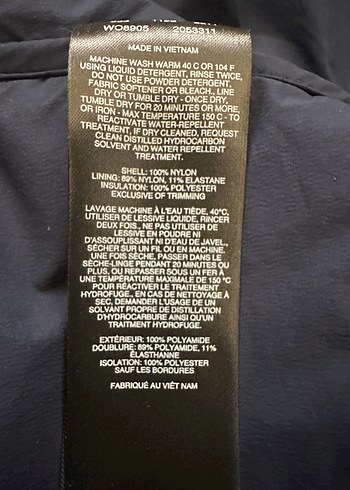 WO8905 2053311
MADE IN VIETNAM
MACHINE WASH WARM 40 C OR 104 F
USING LIQUID DETERGENT, RINSE TWICE,
DO NOT USE POWDER DETERGENT,
FABRIC SOFTENER OR BLEACH., LINE
DRY OR TUMBLE DRY - ONCE DRY,
TUMBLE DRY FOR 20 MINUTES OR MORE,
OR IRON - MAX TEMPERATURE 150 C - TO
REACTIVATE WATER-REPELLENT
TREATMENT, IF DRY CLEANED, REQUEST
CLEAN DISTILLED HYDROCARBON
SOLVENT AND WATER REPELLENT
TREATMENT.
SHELL: 100% NYLON
LINING: 89% NYLON, 11% ELASTANE
INSULATION: 100% POLYESTER
EXCLUSIVE OF TRIMMING
LAVAGE MACHINE À L'EAU TIÈDE, 40°C,
UTILISER DE LESSIVE LIQUIDE, RINCER
DEUX FOIS., NE PAS UTILISER DE
LESSIVE EN POUDRE NI
D'ASSOUPLISSANT NI D'EAU DE JAVEL.,
SÉCHER SUR UN FIL OU EN MACHINE
UNE FOIS SÈCHE, PASSER DANS LE
SÈCHE-LINGE PENDANT 20 MINUTES OU
PLUS, OU REPASSER SOUS UN FER À
UNE TEMPÉRATURE MAXIMALE DE 150 °C
POUR RÉACTIVER LE TRAITEMENT
HYDROFUGE., EN CAS DE NETTOYAGE À
SEC, DEMANDER L'USAGE DE UN
SOLVANT PROPRE DE DISTILLATION
D'HYDROCARBURE AINSI QU'UN
TRAITMENT HYDROFUGE.
EXTÉRIEUR: 100% POLYAMIDE
DOUBLURE: 89% POLYAMIDE, 11%
ÉLASTHANNE
ISOLATION: 100% POLYESTER
SAUF LES BORDURES
FABRIQUÉ AU VIÊT NAM